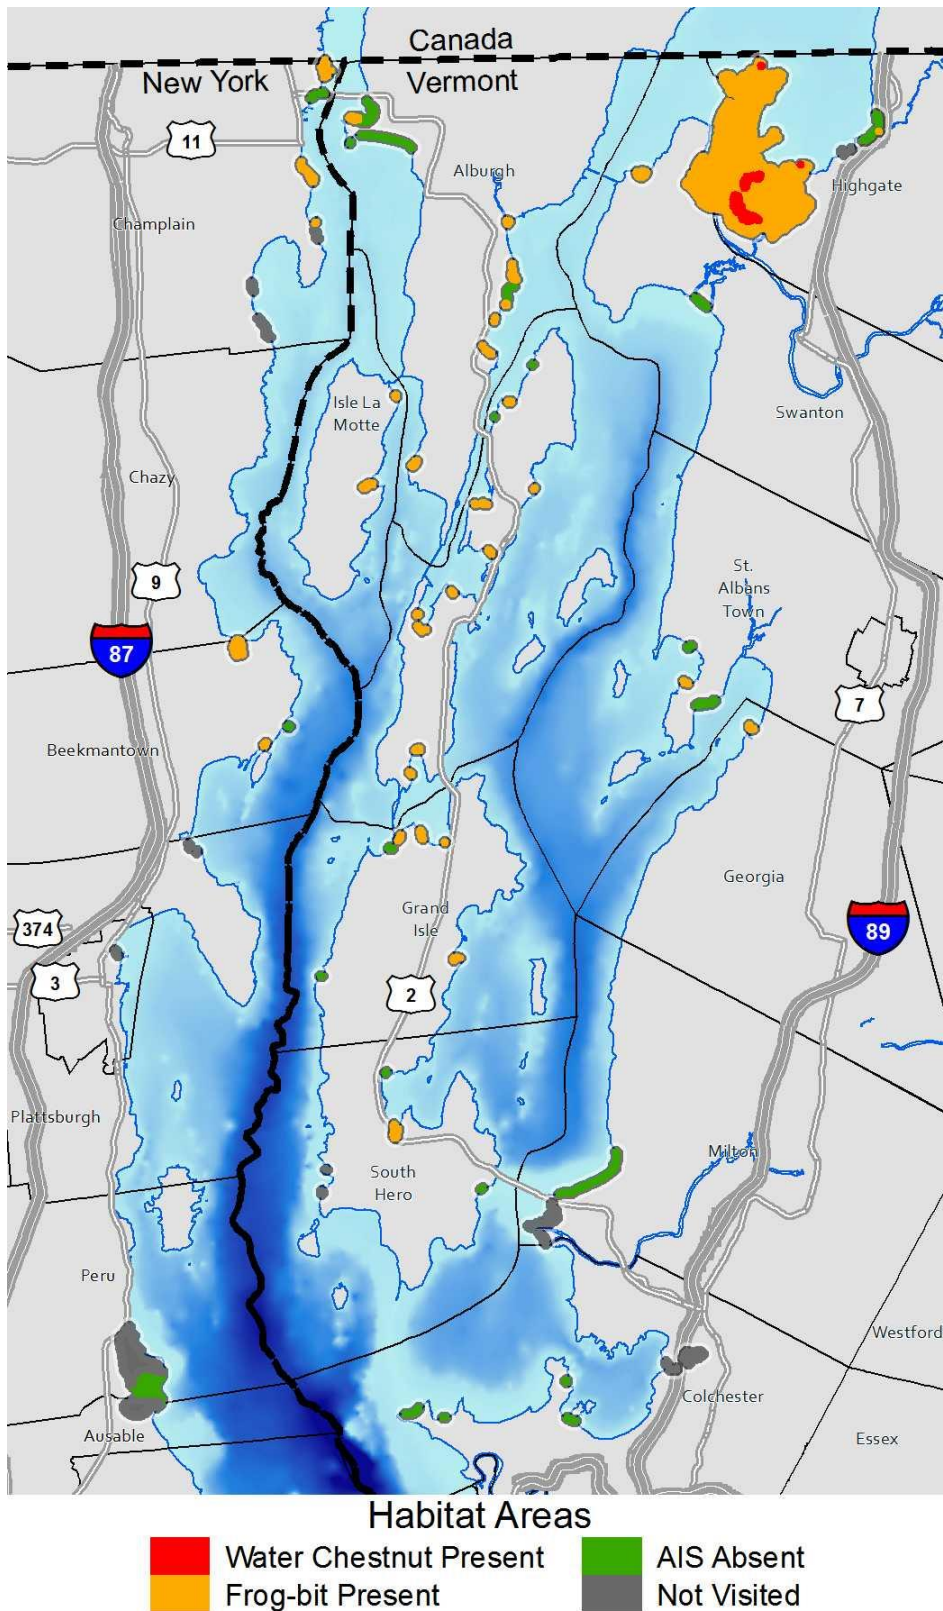 Canada
New York
Vermont
11
Alburgh
Highgate
Champlain
Isle La
Motte
Swanton
Chazy
9
St.
Albans
Town
87
7
Beekmantown
Georgia
Grand
Isle
374
89
3
2
Plattsburgh
Milton
South
Hero
Peru
Westford
Colchester
Ausable
Essex
Habitat Areas
Water Chestnut Present
AIS Absent
Frog-bit Present
Not Visited